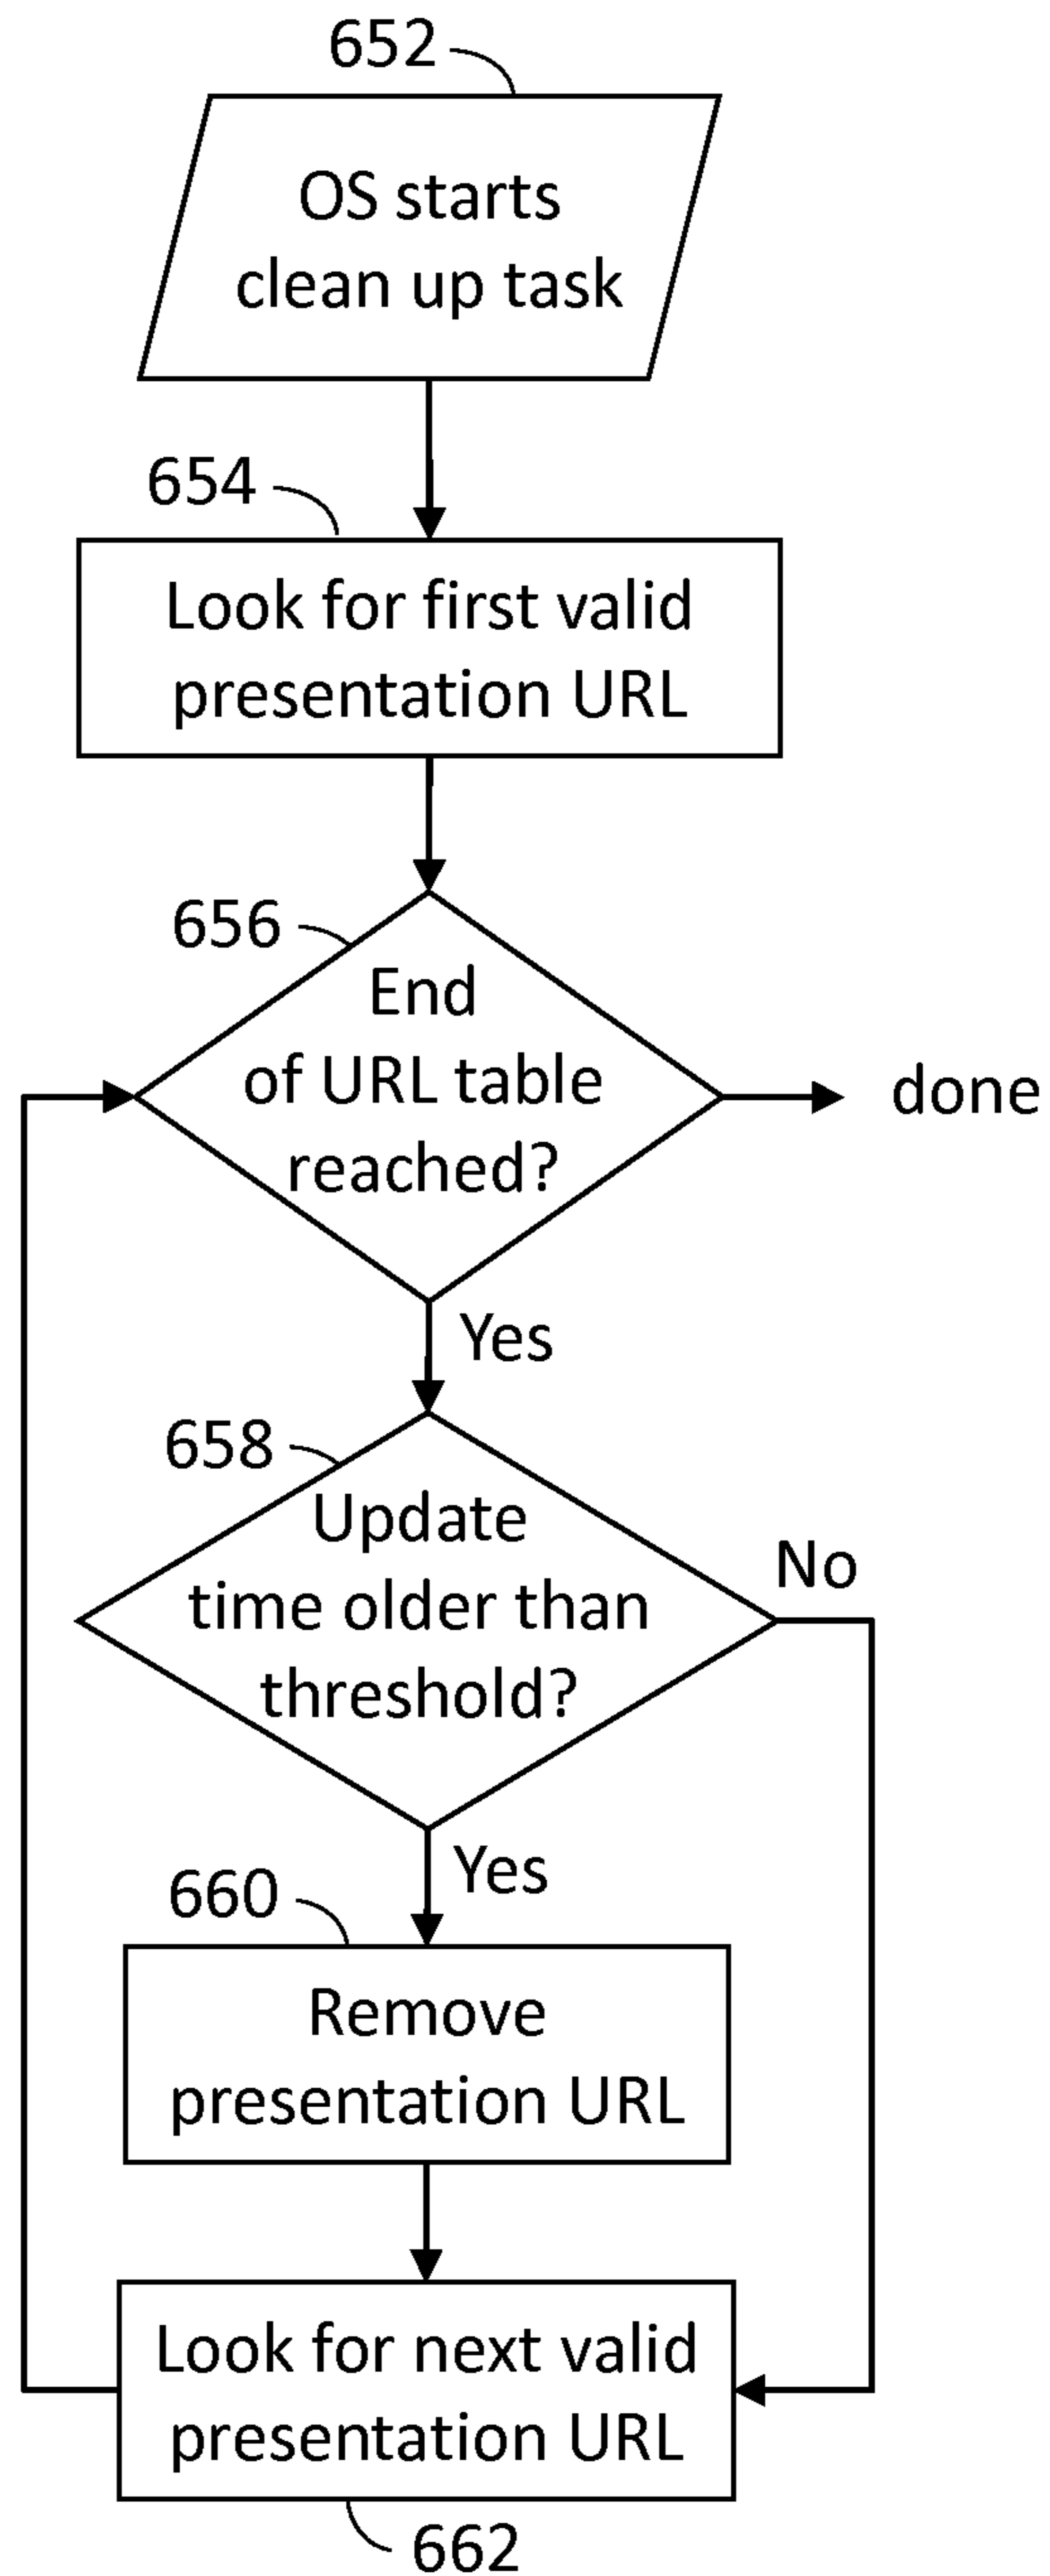 652
OS starts
clean up task
654
Look for first valid
presentation URL
656
End
of URL table
reached?
done
Yes
658
Update
time older than
threshold?
No
Yes
660
Remove
presentation URL
Look for next valid
presentation URL
662